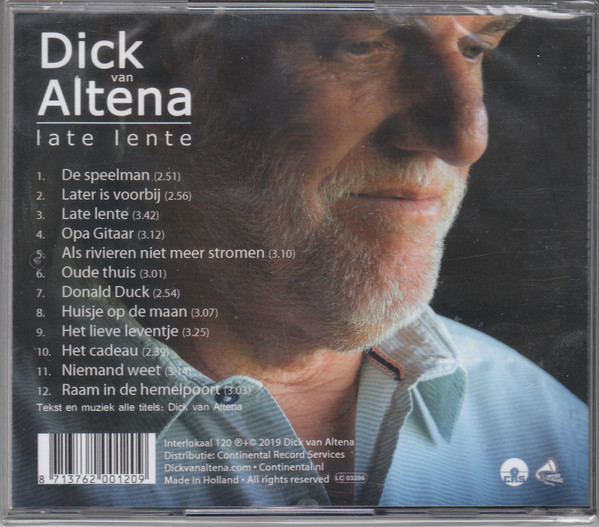 Dick
van
Altena
late lente
1. De speelman (2.51)
2. Later is voorbij (2.56)
3. Late lente (3.42)
4. Opa Gitaar (3.12)
5. Als rivieren niet meer stromen (3.10)
6. Oude thuis (3.01)
7. Donald Duck (2.54)
8. Huisje op de maan (3.07)
9. Het lieve leventje (3.25)
10. Het cadeau (2.39)
11. Niemand weet (3.14)
12. Raam in de hemelpoort (3.03)
Tekst en muziek alle titels: Dick van Altena
Interlokaal 120 ℗+© 2019 Dick van Altena
Distributie: Continental Record Services
Dickvanaltena.com • Continental.nl
Made in Holland • All rights reserved LC 03206
8 713762 001209
CRS